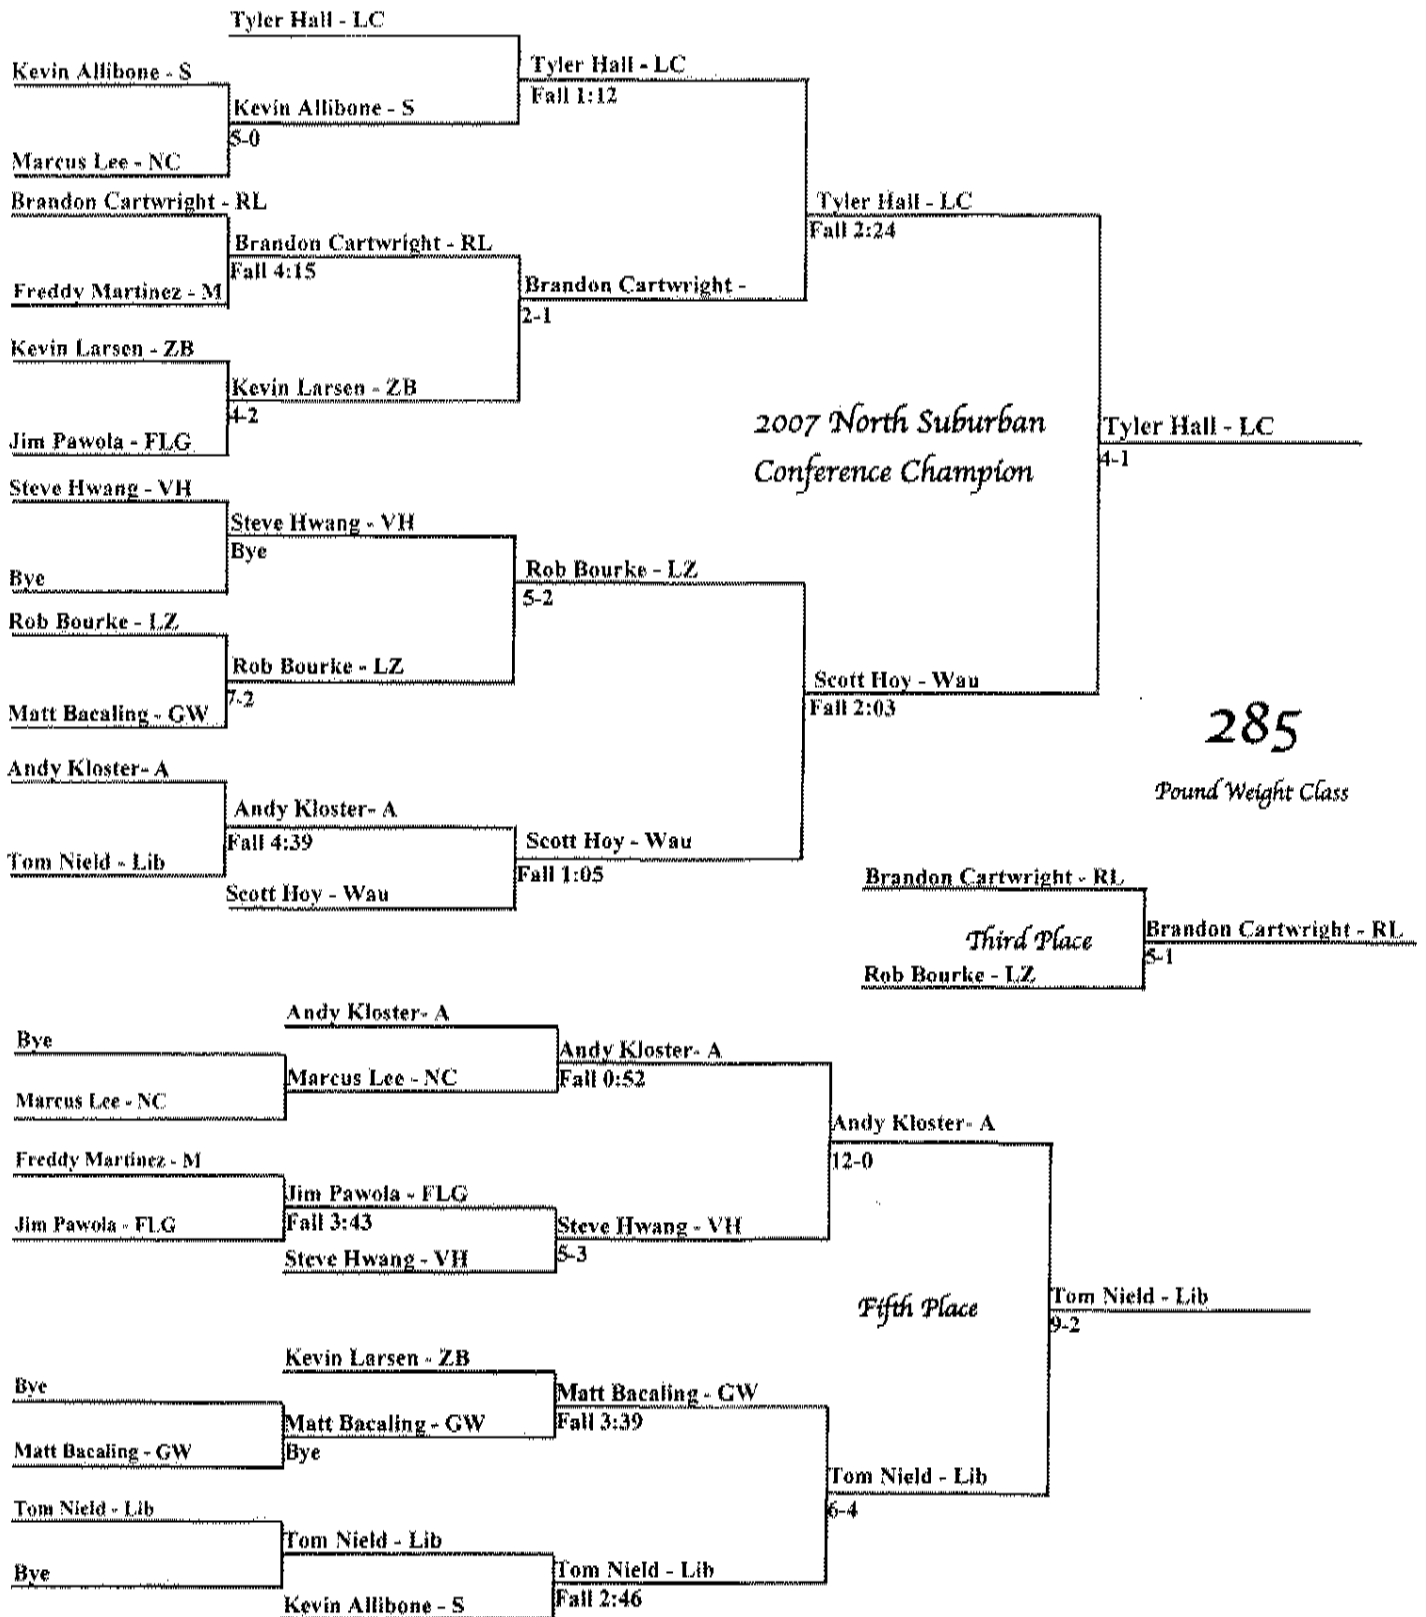 Tyler Hall - LC
Kevin Allibone - S
Tyler Hall - LC
Fall 1:12
Kevin Allibone - S
5-0
Marcus Lee - NC
Brandon Cartwright - RL
Tyler Hall - LC
Fall 2:24
Brandon Cartwright - RL
Fall 4:15
Freddy Martinez - M
Brandon Cartwright -
2-1
Kevin Larsen - ZB
Kevin Larsen - ZB
4-2
Jim Pawola - FLG
2007 North Suburban
Conference Champion
Tyler Hall - LC
4-1
Steve Hwang - VH
Steve Hwang - VH
Bye
Bye
Rob Bourke - LZ
5-2
Rob Bourke - LZ
Rob Bourke - LZ
7-2
Matt Bacaling - GW
Scott Hoy - Wau
Fall 2:03
285
Pound Weight Class
Andy Kloster- A
Andy Kloster- A
Fall 4:39
Tom Nield - Lib
Scott Hoy - Wau
Fall 1:05
Scott Hoy - Wau
Brandon Cartwright - RL
Third Place
Brandon Cartwright - RL
5-1
Rob Bourke - LZ
Andy Kloster- A
Bye
Andy Kloster- A
Fall 0:52
Marcus Lee - NC
Marcus Lee - NC
Andy Kloster- A
12-0
Freddy Martinez - M
Jim Pawola - FLG
Fall 3:43
Jim Pawola - FLG
Steve Hwang - VH
5-3
Steve Hwang - VH
Fifth Place
Tom Nield - Lib
9-2
Kevin Larsen - ZB
Bye
Matt Bacaling - GW
Fall 3:39
Matt Bacaling - GW
Bye
Matt Bacaling - GW
Tom Nield - Lib
6-4
Tom Nield - Lib
Tom Nield - Lib
Bye
Tom Nield - Lib
Fall 2:46
Kevin Allibone - S